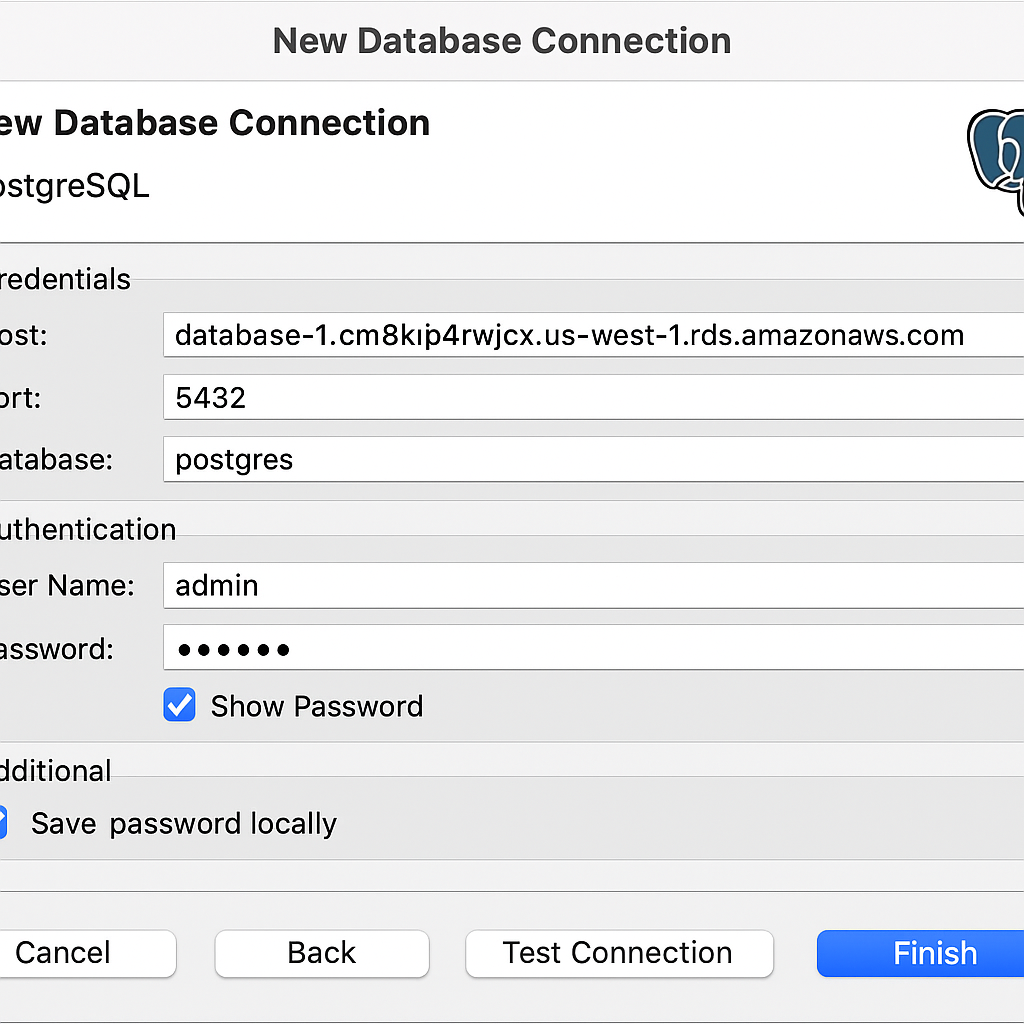 New Database Connection
ew Database Connection
ostgreSQL
redentials
ost: database-1.cm8kıp4rwjcx.us-west-1.rds.amazonaws.com
ort: 5432
atabase: postgres
uthentication
ser Name: admin
assword: ••••••
Show Password
dditional
Save password locally
Cancel Back Test Connection Finish